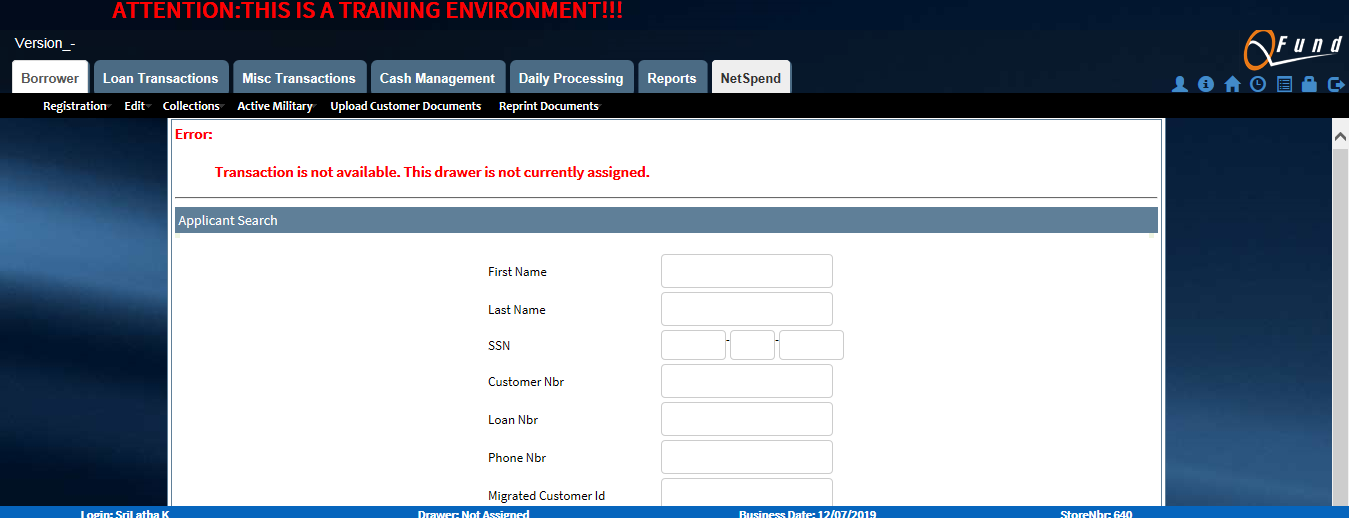 ATTENTION:THIS IS A TRAINING ENVIRONMENT!!!
Version_-
QFund
Borrower Loan Transactions Misc Transactions Cash Management Daily Processing Reports NetSpend
Registration Edit Collections Active Military Upload Customer Documents Reprint Documents
Error:
Transaction is not available. This drawer is not currently assigned.
Applicant Search
First Name
Last Name
SSN - -
Customer Nbr
Loan Nbr
Phone Nbr
Migrated Customer Id
Login: SriLatha K Drawer: Not Assigned Business Date: 12/07/2019 StoreNbr: 640